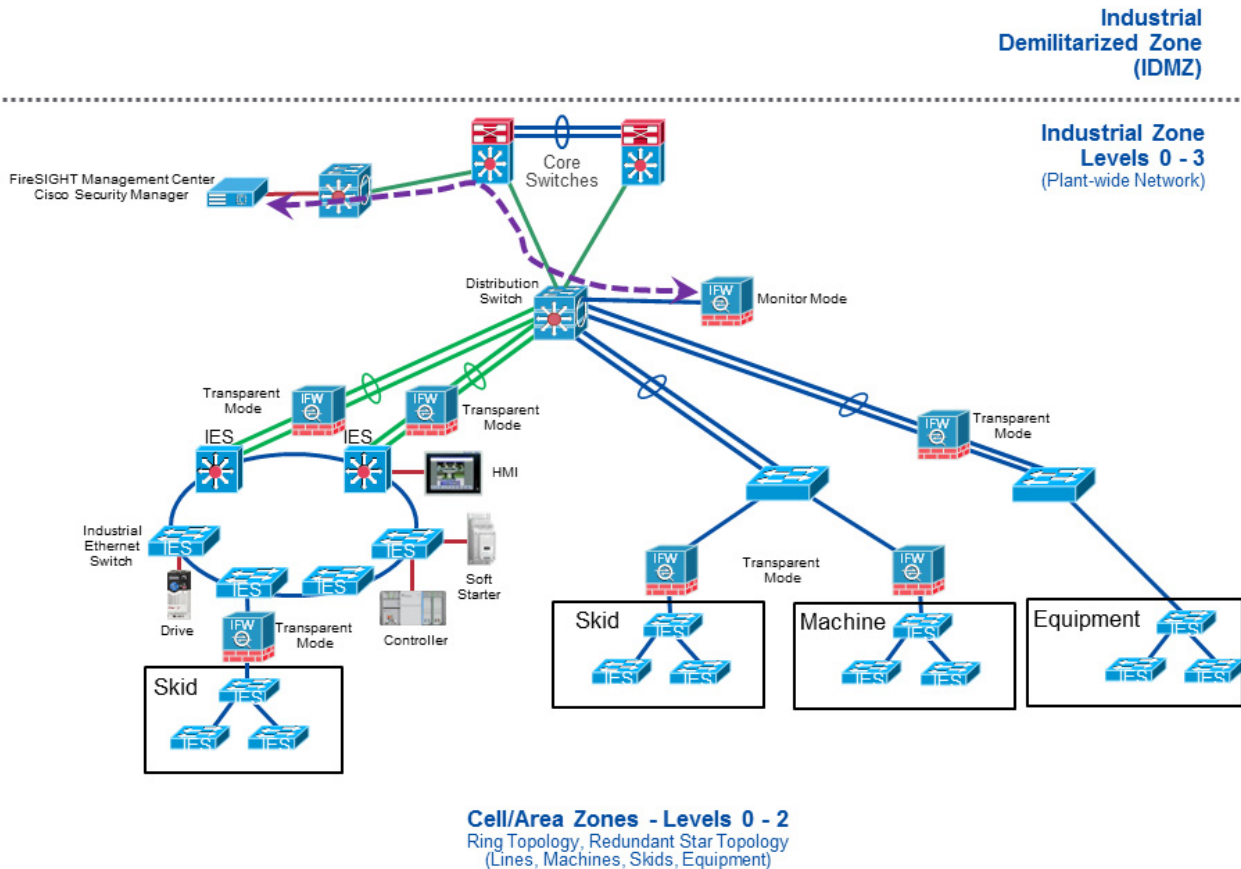 Industrial
Demilitarized Zone
(IDMZ)
Industrial Zone
Levels 0 - 3
(Plant-wide Network)
Core
Switches
FireSIGHT Management Center
Cisco Security Manager
Distribution
Switch
IFW
Monitor Mode
Transparent
Mode
IFW
IFW
Transparent
Mode
IFW
Transparent
Mode
IES
IES
HMI
Industrial
Ethernet
Switch
IES
IES
Soft
Starter
IES
IES
Drive
Controller
IFW
Transparent
Mode
IFW
Transparent
Mode
IFW
Skid
IES
IES
IES
Skid
IES
IES
IES
Machine
IES
IES
IES
Equipment
IES
IES
IES
Cell/Area Zones - Levels 0 - 2
Ring Topology, Redundant Star Topology
(Lines, Machines, Skids, Equipment)